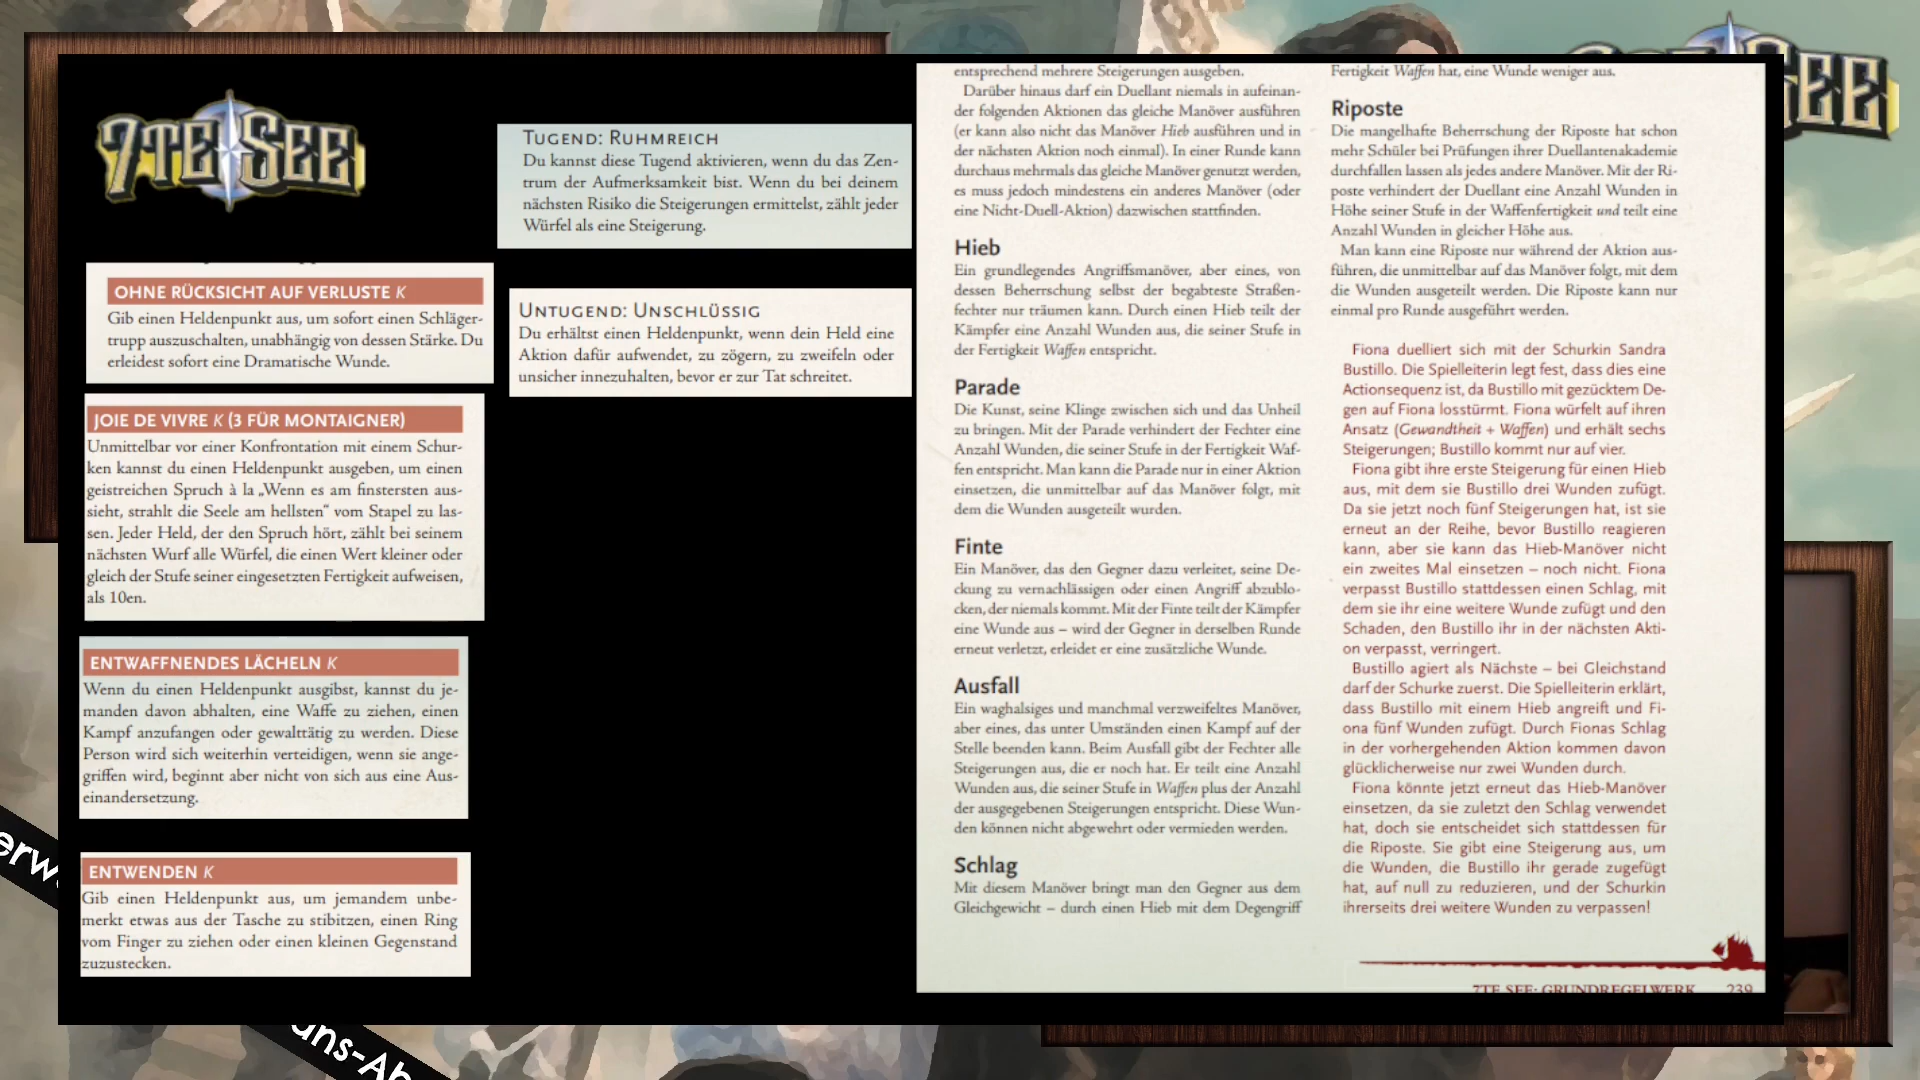 7TE SEE
OHNE RÜCKSICHT AUF VERLUSTE K
Gib einen Heldenpunkt aus, um sofort einen Schläger-
trupp auszuschalten, unabhängig von dessen Stärke. Du
erleidest sofort eine Dramatische Wunde.
JOIE DE VIVRE K (3 FÜR MONTAIGNER)
Unmittelbar vor einer Konfrontation mit einem Schur-
ken kannst du einen Heldenpunkt ausgeben, um einen
geistreichen Spruch à la „Wenn es am finstersten aus-
sieht, strahlt die Seele am hellsten“ vom Stapel zu las-
sen. Jeder Held, der den Spruch hört, zählt bei seinem
nächsten Wurf alle Würfel, die einen Wert kleiner oder
gleich der Stufe seiner eingesetzten Fertigkeit aufweisen,
als 10en.
ENTWAFFNENDES LÄCHELN K
Wenn du einen Heldenpunkt ausgibst, kannst du je-
manden davon abhalten, eine Waffe zu ziehen, einen
Kampf anzufangen oder gewalttätig zu werden. Diese
Person wird sich weiterhin verteidigen, wenn sie ange-
griffen wird, beginnt aber nicht von sich aus eine Aus-
einandersetzung.
ENTWENDEN K
Gib einen Heldenpunkt aus, um jemandem unbe-
merkt etwas aus der Tasche zu stibitzen, einen Ring
vom Finger zu ziehen oder einen kleinen Gegenstand
zuzustecken.
TUGEND: RUHMREICH
Du kannst diese Tugend aktivieren, wenn du das Zen-
trum der Aufmerksamkeit bist. Wenn du bei deinem
nächsten Risiko die Steigerungen ermittelst, zählt jeder
Würfel als eine Steigerung.
UNTUGEND: UNSCHLÜSSIG
Du erhältst einen Heldenpunkt, wenn dein Held eine
Aktion dafür aufwendet, zu zögern, zu zweifeln oder
unsicher innezuhalten, bevor er zur Tat schreitet.
entsprechend mehrere Steigerungen ausgeben.
Darüber hinaus darf ein Duellant niemals in aufeinan-
der folgenden Aktionen das gleiche Manöver ausführen
(er kann also nicht das Manöver Hieb ausführen und in
der nächsten Aktion noch einmal). In einer Runde kann
durchaus mehrmals das gleiche Manöver genutzt werden,
es muss jedoch mindestens ein anderes Manöver (oder
eine Nicht-Duell-Aktion) dazwischen stattfinden.
Hieb
Ein grundlegendes Angriffsmanöver, aber eines, von
dessen Beherrschung selbst der begabteste Straßen-
fechter nur träumen kann. Durch einen Hieb teilt der
Kämpfer eine Anzahl Wunden aus, die seiner Stufe in
der Fertigkeit Waffen entspricht.
Parade
Die Kunst, seine Klinge zwischen sich und das Unheil
zu bringen. Mit der Parade verhindert der Fechter eine
Anzahl Wunden, die seiner Stufe in der Fertigkeit Waf-
fen entspricht. Man kann die Parade nur in einer Aktion
einsetzen, die unmittelbar auf das Manöver folgt, mit
dem die Wunden ausgeteilt wurden.
Finte
Ein Manöver, das den Gegner dazu verleitet, seine De-
ckung zu vernachlässigen oder einen Angriff abzublo-
cken, der niemals kommt. Mit der Finte teilt der Kämpfer
eine Wunde aus – wird der Gegner in derselben Runde
erneut verletzt, erleidet er eine zusätzliche Wunde.
Ausfall
Ein waghalsiges und manchmal verzweifeltes Manöver,
aber eines, das unter Umständen einen Kampf auf der
Stelle beenden kann. Beim Ausfall gibt der Fechter alle
Steigerungen aus, die er noch hat. Er teilt eine Anzahl
Wunden aus, die seiner Stufe in Waffen plus der Anzahl
der ausgegebenen Steigerungen entspricht. Diese Wun-
den können nicht abgewehrt oder vermieden werden.
Schlag
Mit diesem Manöver bringt man den Gegner aus dem
Gleichgewicht – durch einen Hieb mit dem Degengriff
Fertigkeit Waffen hat, eine Wunde weniger aus.
Riposte
Die mangelhafte Beherrschung der Riposte hat schon
mehr Schüler bei Prüfungen ihrer Duellantenakademie
durchfallen lassen als jedes andere Manöver. Mit der Ri-
poste verhindert der Duellant eine Anzahl Wunden in
Höhe seiner Stufe in der Waffenfertigkeit und teilt eine
Anzahl Wunden in gleicher Höhe aus.
Man kann eine Riposte nur während der Aktion aus-
führen, die unmittelbar auf das Manöver folgt, mit dem
die Wunden ausgeteilt werden. Die Riposte kann nur
einmal pro Runde ausgeführt werden.
Fiona duelliert sich mit der Schurkin Sandra
Bustillo. Die Spielleiterin legt fest, dass dies eine
Actionsequenz ist, da Bustillo mit gezücktem De-
gen auf Fiona losstürmt. Fiona würfelt auf ihren
Ansatz (Gewandtheit + Waffen) und erhält sechs
Steigerungen; Bustillo kommt nur auf vier.
Fiona gibt ihre erste Steigerung für einen Hieb
aus, mit dem sie Bustillo drei Wunden zufügt.
Da sie jetzt noch fünf Steigerungen hat, ist sie
erneut an der Reihe, bevor Bustillo reagieren
kann, aber sie kann das Hieb-Manöver nicht
ein zweites Mal einsetzen – noch nicht. Fiona
verpasst Bustillo stattdessen einen Schlag, mit
dem sie ihr eine weitere Wunde zufügt und den
Schaden, den Bustillo ihr in der nächsten Akti-
on verpasst, verringert.
Bustillo agiert als Nächste – bei Gleichstand
darf der Schurke zuerst. Die Spielleiterin erklärt,
dass Bustillo mit einem Hieb angreift und Fi-
ona fünf Wunden zufügt. Durch Fionas Schlag
in der vorhergehenden Aktion kommen davon
glücklicherweise nur zwei Wunden durch.
Fiona könnte jetzt erneut das Hieb-Manöver
einsetzen, da sie zuletzt den Schlag verwendet
hat, doch sie entscheidet sich stattdessen für
die Riposte. Sie gibt eine Steigerung aus, um
die Wunden, die Bustillo ihr gerade zugefügt
hat, auf null zu reduzieren, und der Schurkin
ihrerseits drei weitere Wunden zu verpassen!
7TE SEE: GRUNDREGELWERK 239
SEE
erw
ans-Ab